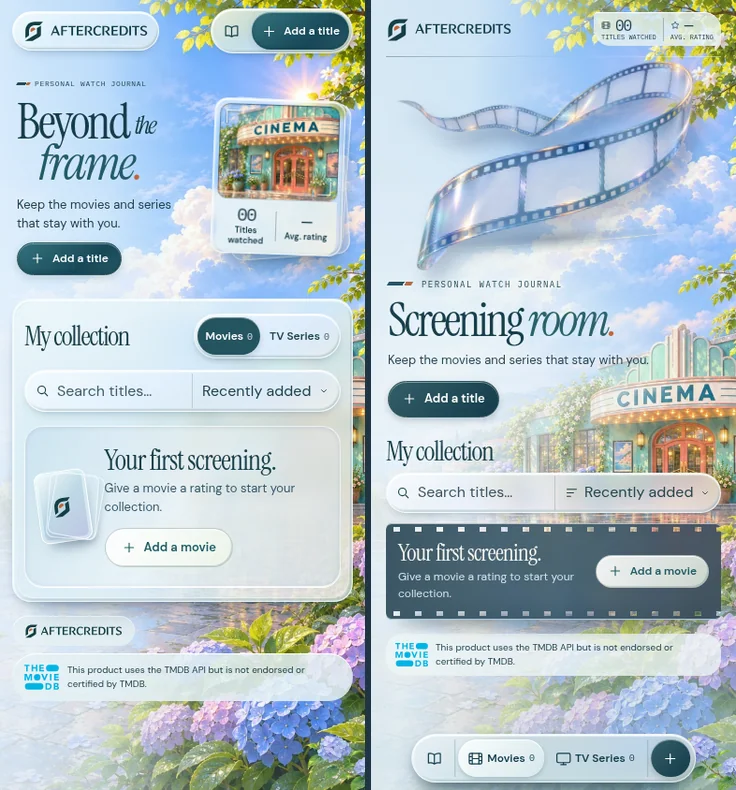 AFTERCREDITS
Add a title
PERSONAL WATCH JOURNAL
Beyond the
frame.
Keep the movies and series
that stay with you.
Add a title
CINEMA
00
Titles
watched
—
Avg. rating
My collection
Movies 0
TV Series 0
Search titles...
Recently added
Your first screening.
Give a movie a rating to start your
collection.
Add a movie
AFTERCREDITS
THE
MOVIE
DB
This product uses the TMDB API but is not endorsed or
certified by TMDB.
AFTERCREDITS
00
TITLES WATCHED
—
AVG. RATING
PERSONAL WATCH JOURNAL
Screening room.
Keep the movies and series that stay with you.
Add a title
CINEMA
My collection
Search titles...
Recently added
Your first screening.
Give a movie a rating to start your
collection.
Add a movie
THE
MOVIE
DB
This product uses the TMDB API but is not endorsed or
certified by TMDB.
Movies 0
TV Series 0